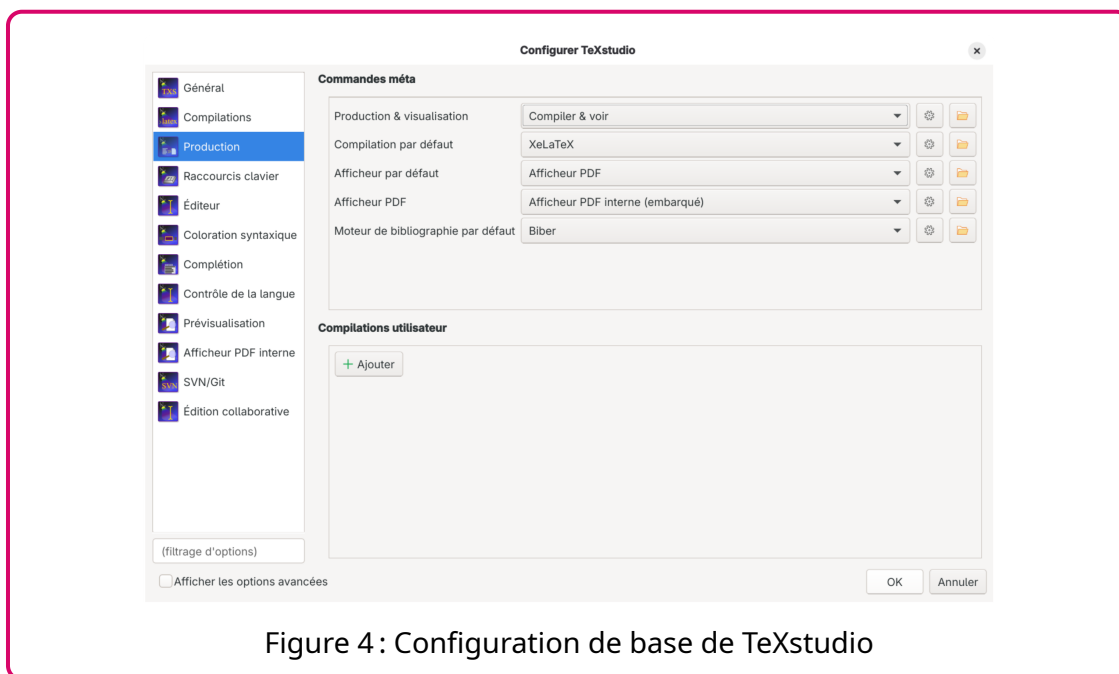 Configurer TeXstudio
Général
Compilations
Production
Raccourcis clavier
Éditeur
Coloration syntaxique
Complétion
Contrôle de la langue
Prévisualisation
Afficheur PDF interne
SVN/Git
Édition collaborative
(filtrage d'options)
Afficher les options avancées
Commandes méta
Production & visualisation Compiler & voir
Compilation par défaut XeLaTeX
Afficheur par défaut Afficheur PDF
Afficheur PDF Afficheur PDF interne (embarqué)
Moteur de bibliographie par défaut Biber
Compilations utilisateur
Ajouter
OK Annuler
Figure 4 : Configuration de base de TeXstudio